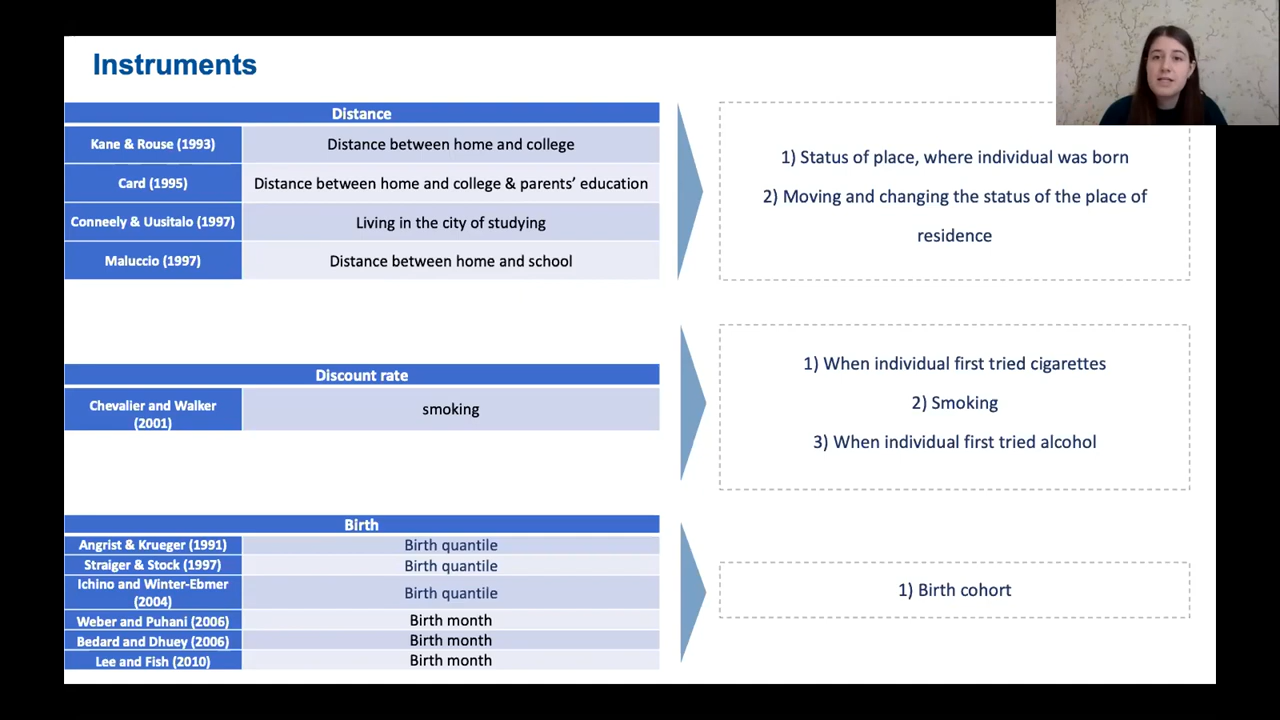 Instruments
Distance
Kane & Rouse (1993)
Distance between home and college
Card (1995)
Distance between home and college & parents' education
Conneely & Uusitalo (1997)
Living in the city of studying
Maluccio (1997)
Distance between home and school
1) Status of place, where individual was born
2) Moving and changing the status of the place of
residence
Discount rate
Chevalier and Walker
(2001)
smoking
1) When individual first tried cigarettes
2) Smoking
3) When individual first tried alcohol
Birth
Angrist & Krueger (1991)
Birth quantile
Straiger & Stock (1997)
Birth quantile
Ichino and Winter-Ebmer
(2004)
Birth quantile
Weber and Puhani (2006)
Birth month
Bedard and Dhuey (2006)
Birth month
Lee and Fish (2010)
Birth month
1) Birth cohort